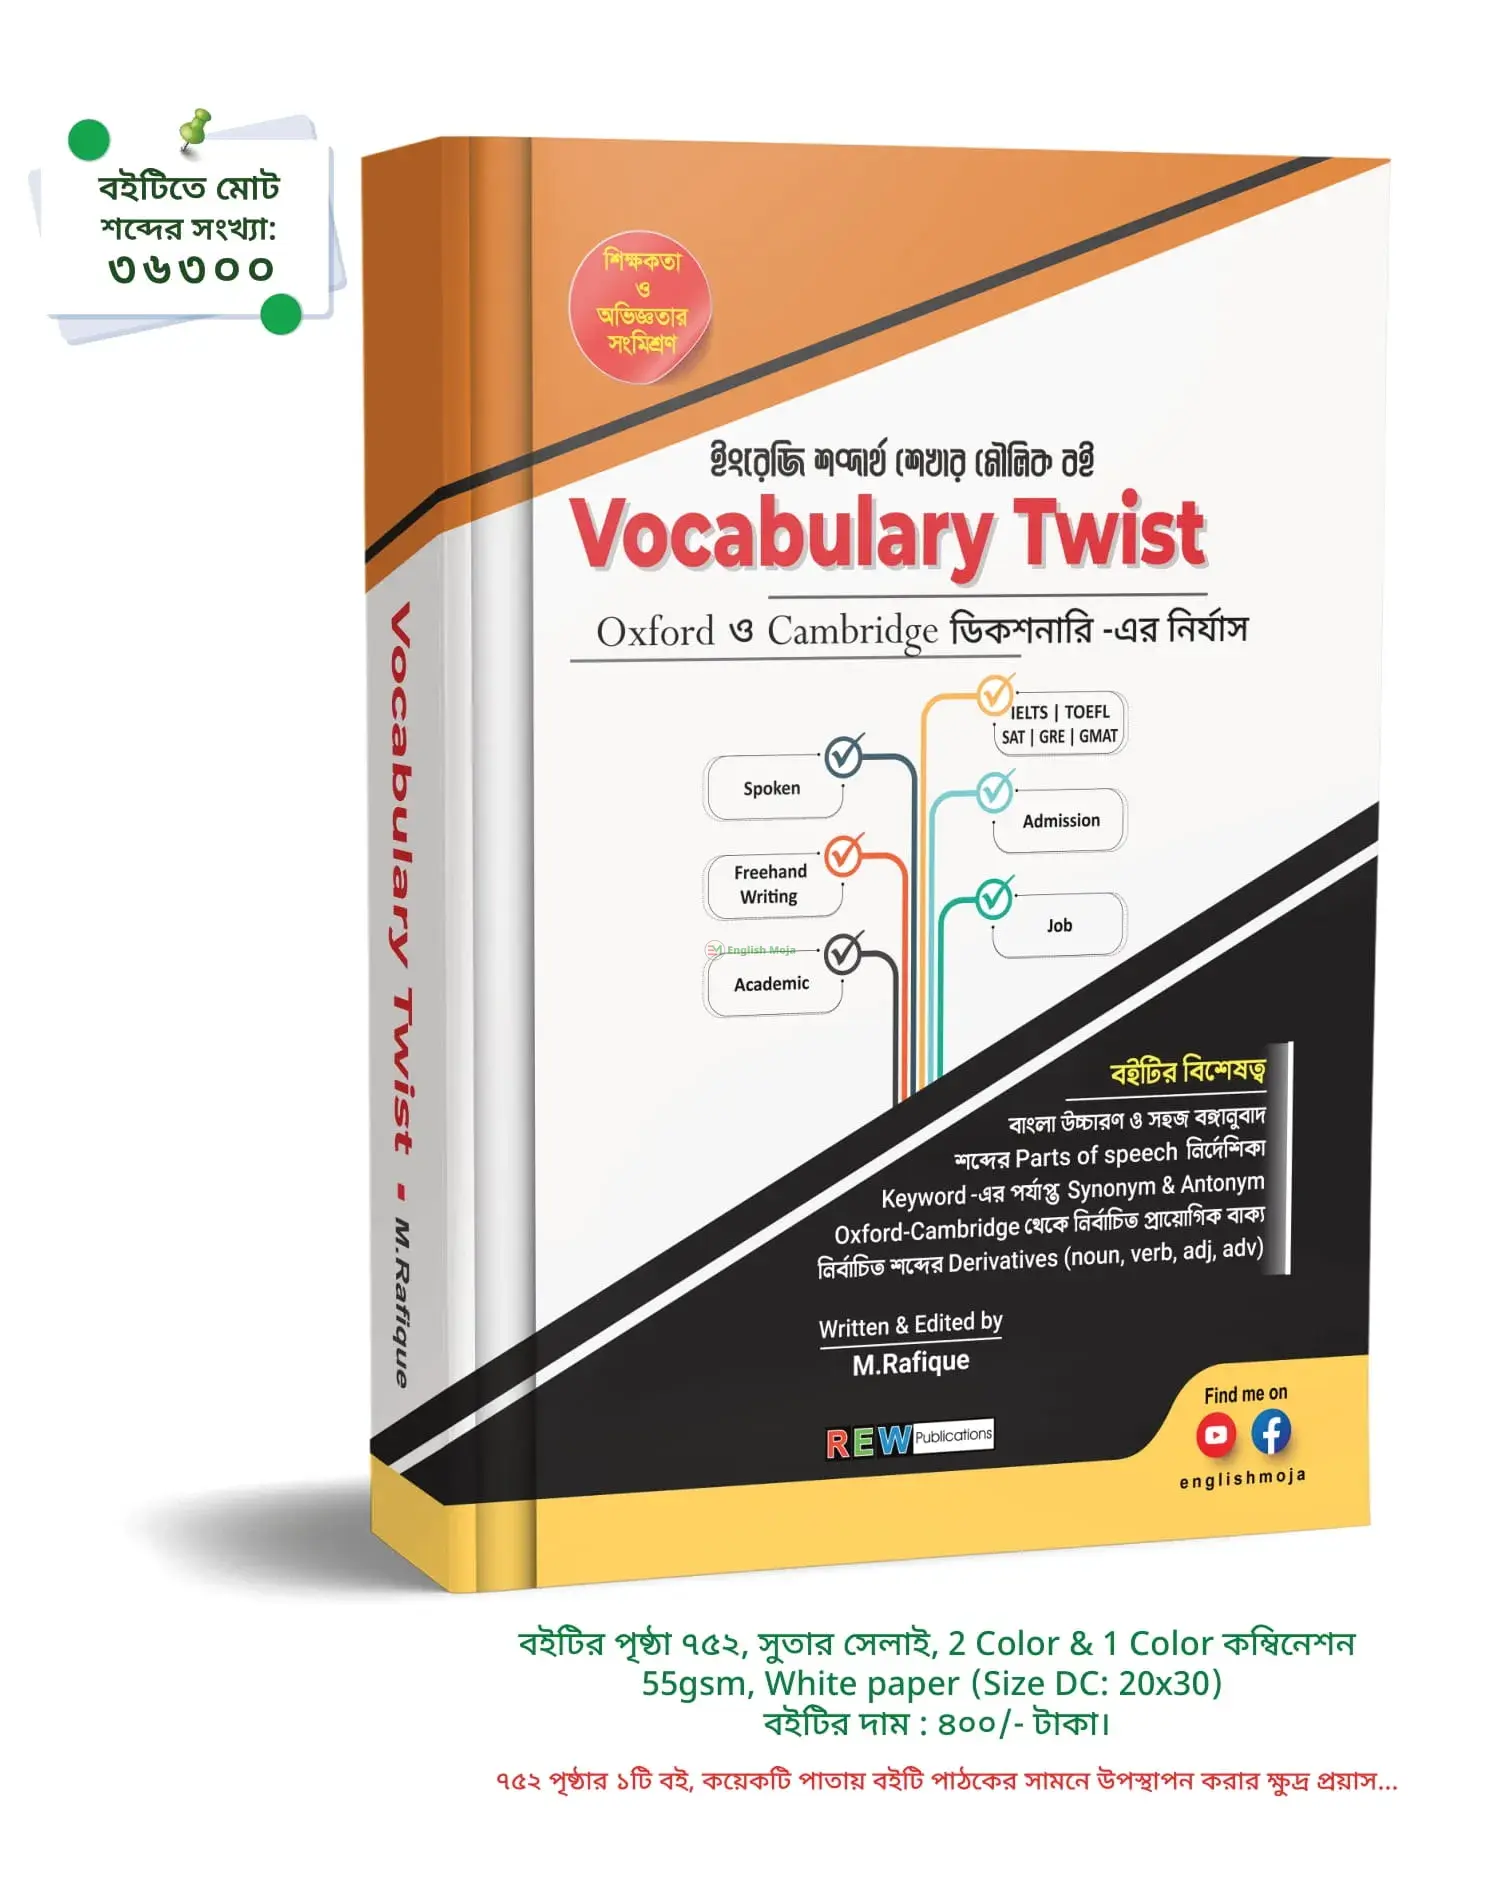 বইটিতে মোট
শব্দের সংখ্যা:
৩৬৩০০
শিক্ষকতা
ও
অভিজ্ঞতার
সংমিশ্রণ
ইংরেজি শব্দার্থ শেখার মৌলিক বই
Vocabulary Twist
Oxford ও Cambridge ডিকশনারি -এর নির্যাস
IELTS | TOEFL
SAT | GRE | GMAT
Spoken
Admission
Freehand
Writing
Job
English Moja
Academic
বইটির বিশেষত্ব
বাংলা উচ্চারণ ও সহজ বঙ্গানুবাদ
শব্দের Parts of speech নির্দেশিকা
Keyword -এর পর্যাপ্ত Synonym & Antonym
Oxford-Cambridge থেকে নির্বাচিত প্রায়োগিক বাক্য
নির্বাচিত শব্দের Derivatives (noun, verb, adj, adv)
Written & Edited by
M.Rafique
REW Publications
Find me on
englishmoja
Vocabulary Twist - M.Rafique
বইটির পৃষ্ঠা ৭৫২, সুতার সেলাই, 2 Color & 1 Color কম্বিনেশন
55gsm, White paper (Size DC: 20x30)
বইটির দাম : ৪০০/- টাকা।
৭৫২ পৃষ্ঠার ১টি বই, কয়েকটি পাতায় বইটি পাঠকের সামনে উপস্থাপন করার ক্ষুদ্র প্রয়াস...